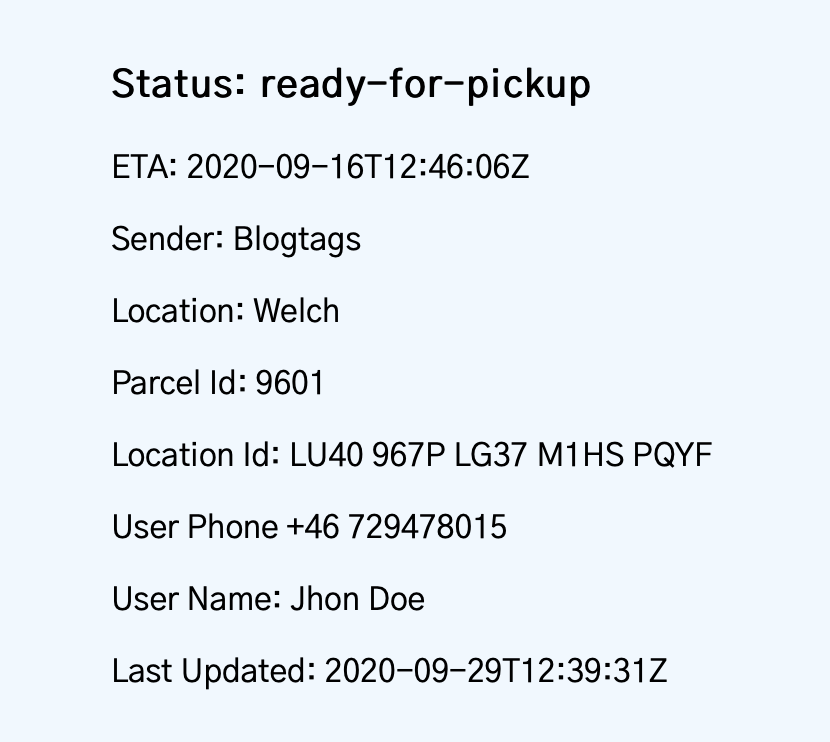 Status: ready-for-pickup
ETA: 2020-09-16T12:46:06Z
Sender: Blogtags
Location: Welch
Parcel Id: 9601
Location Id: LU40 967P LG37 M1HS PQYF
User Phone +46 729478015
User Name: Jhon Doe
Last Updated: 2020-09-29T12:39:31Z